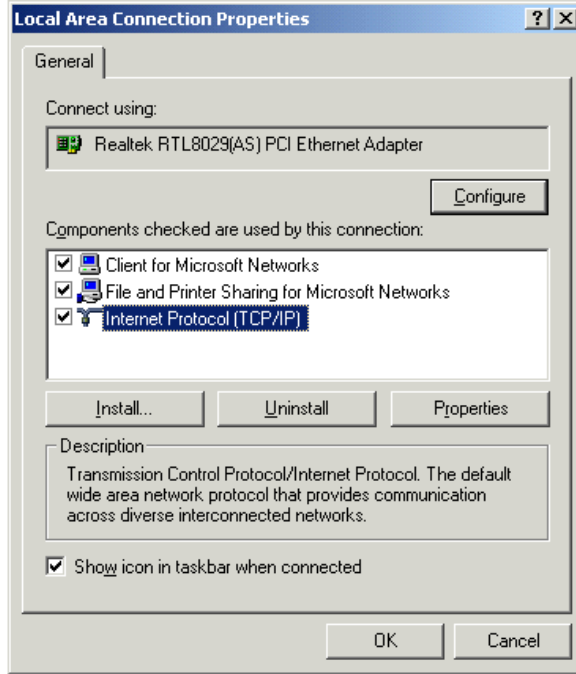 Local Area Connection Properties
General
Connect using:
Realtek RTL8029(AS) PCI Ethernet Adapter
Configure
Components checked are used by this connection:
Client for Microsoft Networks
File and Printer Sharing for Microsoft Networks
Internet Protocol (TCP/IP)
Install... Uninstall Properties
Description
Transmission Control Protocol/Internet Protocol. The default
wide area network protocol that provides communication
across diverse interconnected networks.
Show icon in taskbar when connected
OK Cancel